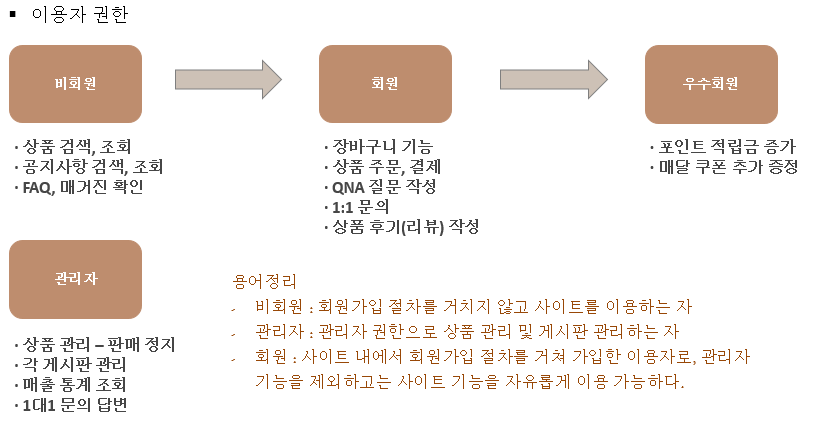 ▪ 이용자 권한
비회원
· 상품 검색, 조회
· 공지사항 검색, 조회
· FAQ, 매거진 확인
회원
· 장바구니 기능
· 상품 주문, 결제
· QNA 질문 작성
· 1:1 문의
· 상품 후기(리뷰) 작성
우수회원
· 포인트 적립금 증가
· 매달 쿠폰 추가 증정
관리자
· 상품 관리 – 판매 정지
· 각 게시판 관리
· 매출 통계 조회
· 1대1 문의 답변
용어정리
- 비회원 : 회원가입 절차를 거치지 않고 사이트를 이용하는 자
- 관리자 : 관리자 권한으로 상품 관리 및 게시판 관리하는 자
- 회원 : 사이트 내에서 회원가입 절차를 거쳐 가입한 이용자로, 관리자
기능을 제외하고는 사이트 기능을 자유롭게 이용 가능하다.